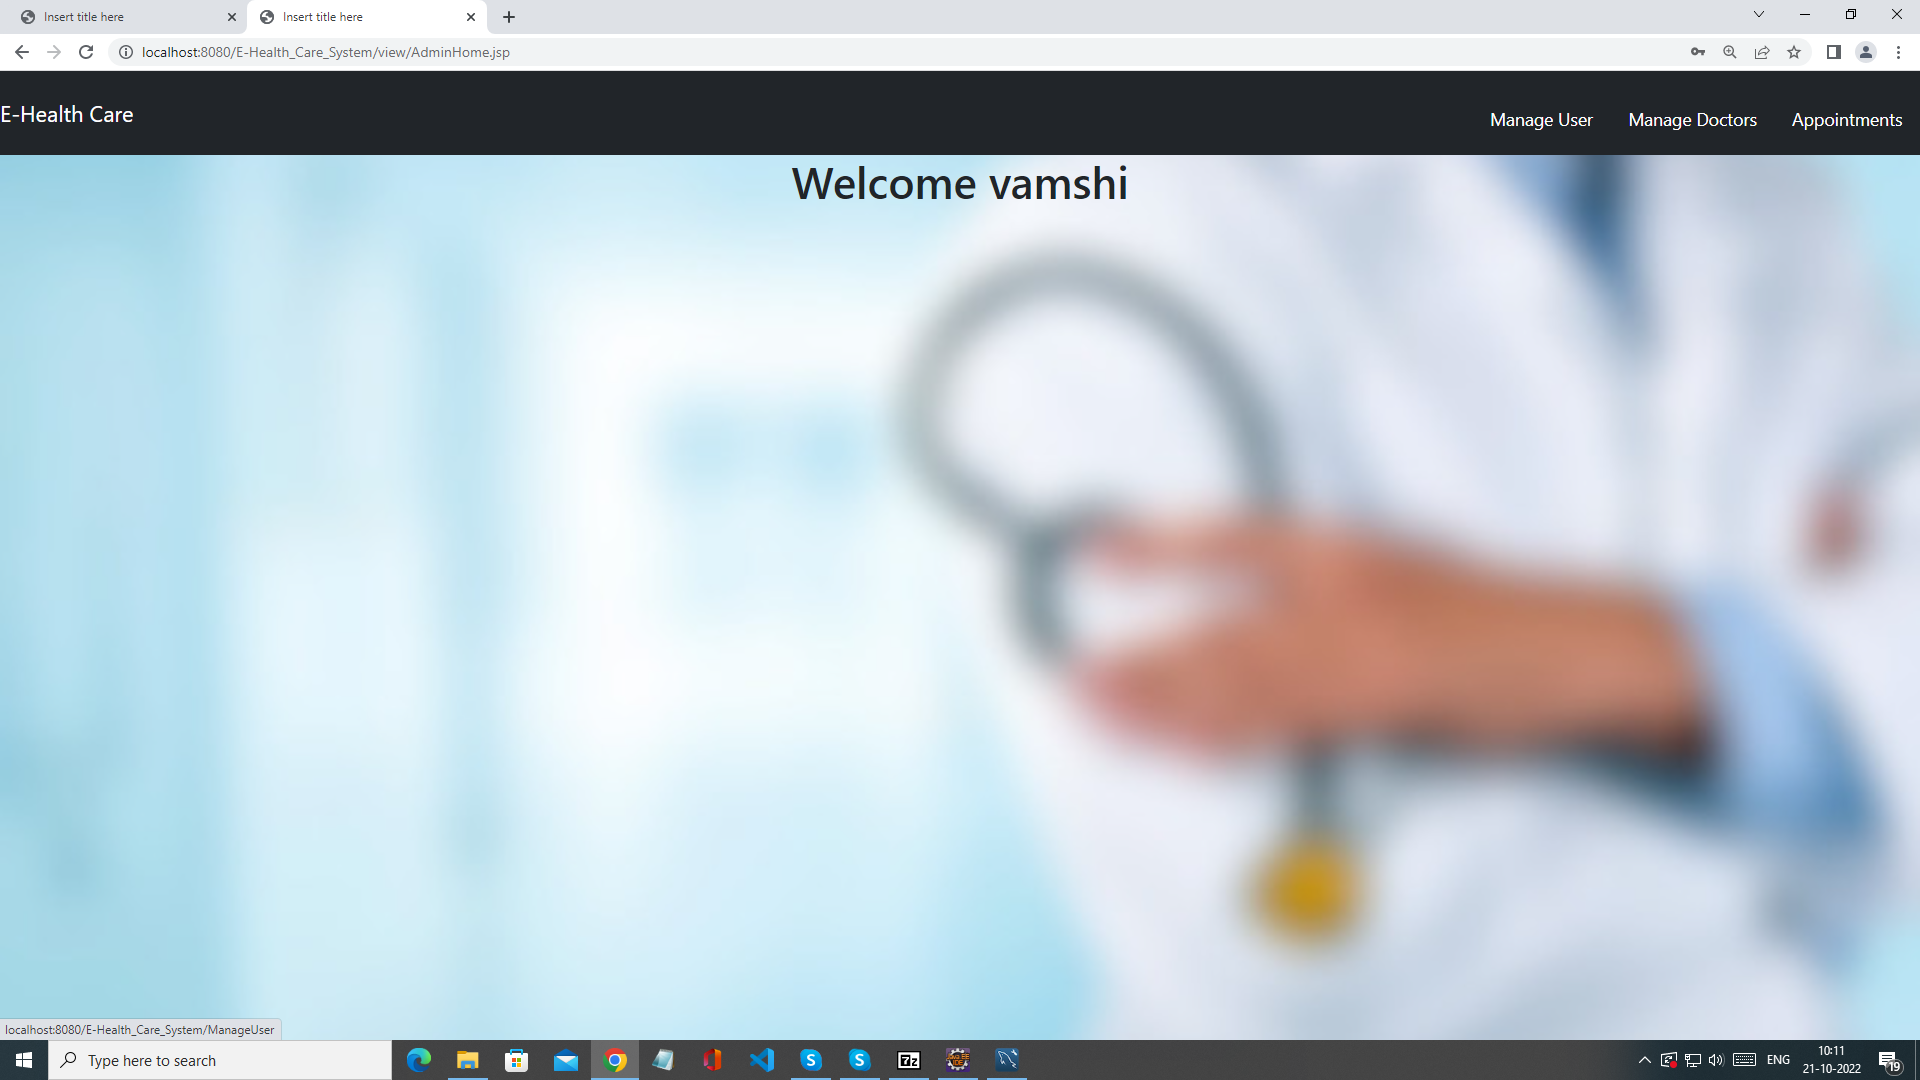 Insert title here
Insert title here
localhost:8080/E-Health_Care_System/view/AdminHome.jsp
E-Health Care
Manage User
Manage Doctors
Appointments
Welcome vamshi
localhost:8080/E-Health_Care_System/ManageUser
Type here to search
7z
ENG
10:11
21-10-2022
19